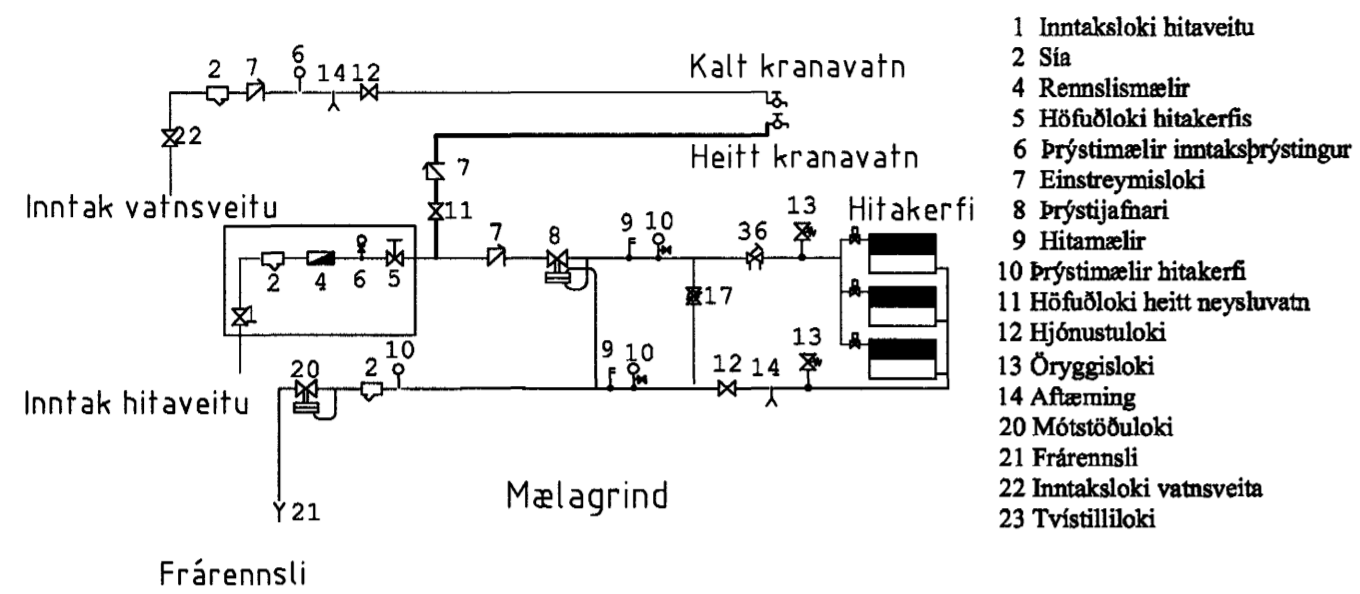 6
2 7 14 12
Kalt kranavatn
22
Heitt kranavatn
7
Inntak vatnsveitu
11
7 8 9 10 36 13 Hitakerfi
2 4 6 5
1
17
20 2 10 9 10 12 14 13
Inntak hitaveitu
Mælagrind
21
Frárennsli
1 Inntaksloki hitaveitu
2 Sía
4 Rennslismælir
5 Höfuðloki hitakerfis
6 Þrýstimælir inntaksþrýstingur
7 Einstreymisloki
8 Þrýstijafnari
9 Hitamælir
10 Þrýstimælir hitakerfi
11 Höfuðloki heitt neysluvatn
12 Hjónustuloki
13 Öryggisloki
14 Aftæming
20 Mótstöðuloki
21 Frárennsli
22 Inntaksloki vatnsveita
23 Tvístilliloki